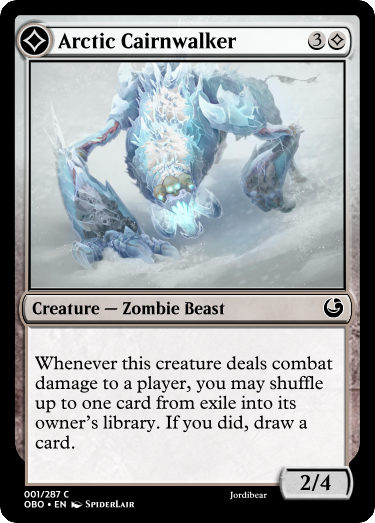 Arctic Cairnwalker 3
Creature — Zombie Beast
Whenever this creature deals combat
damage to a player, you may shuffle
up to one card from exile into its
owner's library. If you did, draw a
card.
2/4
001/287 C
OBO • EN SpiderLair
Jordibear